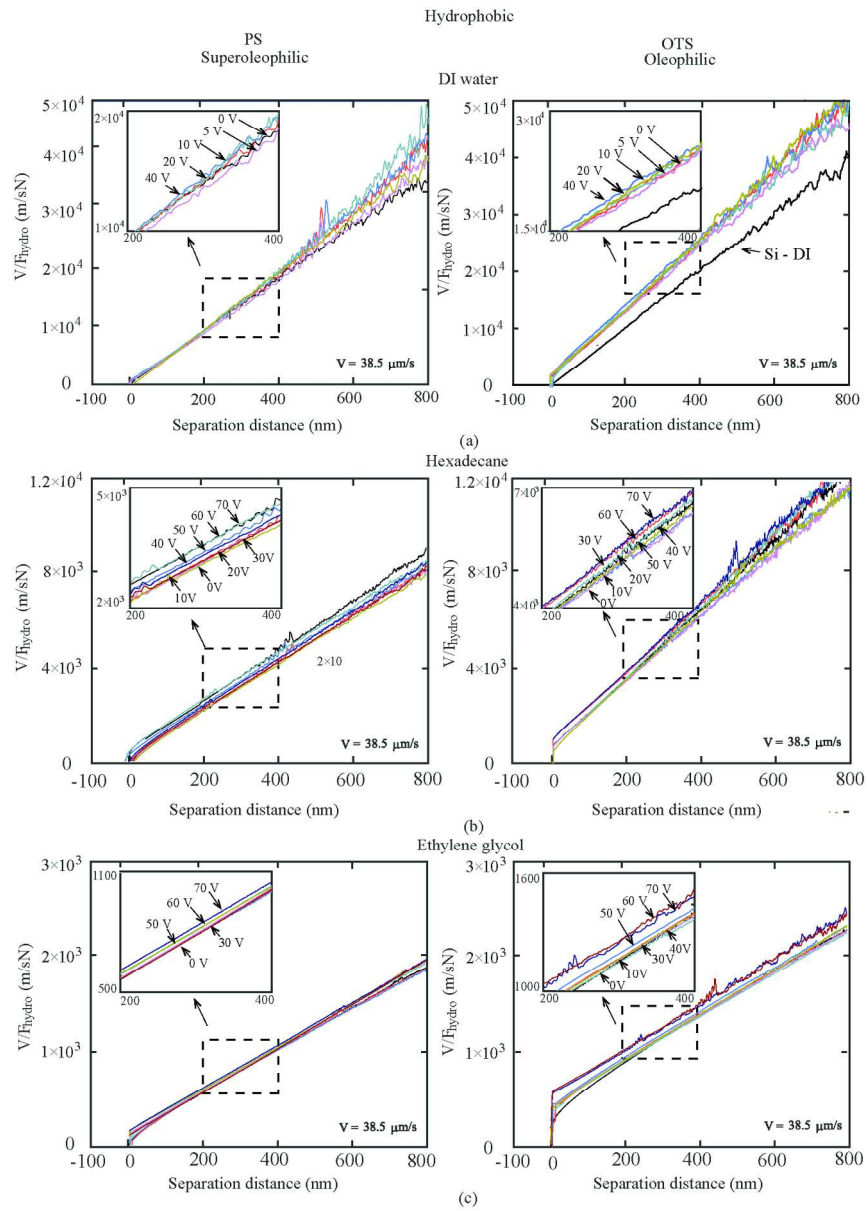 Hydrophobic
PS
Superoleophilic
OTS
Oleophilic
DI water
5×10⁴
4×10⁴
3×10⁴
2×10⁴
1×10⁴
0
V/F_hydro (m/sN)
2×10⁴
1×10⁴
200
400
0 V
5 V
10 V
20 V
40 V
V = 38.5 μm/s
-100
0
200
400
600
800
Separation distance (nm)
5×10⁴
4×10⁴
3×10⁴
2×10⁴
1×10⁴
0
V/F_hydro (m/sN)
3×10⁴
1.5×10⁴
200
400
0 V
5 V
10 V
20 V
40 V
Si - DI
V = 38.5 μm/s
-100
0
200
400
600
800
Separation distance (nm)
(a)
Hexadecane
1.2×10⁴
8×10³
4×10³
0
V/F_hydro (m/sN)
5×10³
2×10³
200
400
70 V
60 V
50 V
40 V
30V
20V
0V
10V
2×10
V = 38.5 μm/s
-100
0
200
400
600
800
Separation distance (nm)
1.2×10⁴
8×10³
4×10³
0
V/F_hydro (m/sN)
7×10³
4×10³
200
400
70 V
60 V
30 V
40 V
50 V
20V
10V
0V
V = 38.5 μm/s
-100
0
200
400
600
800
Separation distance (nm)
(b)
Ethylene glycol
3×10³
2×10³
1×10³
0
V/F_hydro (m/sN)
1100
500
200
400
70 V
60 V
50 V
30 V
0 V
V = 38.5 μm/s
-100
0
200
400
600
800
Separation distance (nm)
3×10³
2×10³
1×10³
0
V/F_hydro (m/sN)
1600
1000
200
400
70 V
60 V
50 V
40V
30V
10V
0V
V = 38.5 μm/s
-100
0
200
400
600
800
Separation distance (nm)
(c)